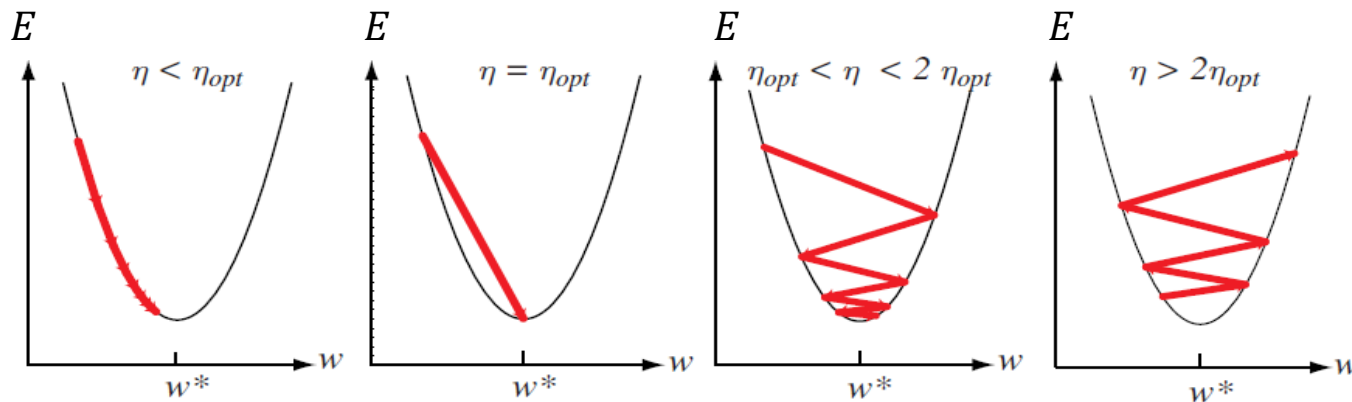 E E E E
η < η_opt η = η_opt η_opt < η < 2 η_opt η > 2η_opt
w w w w
w* w* w* w*